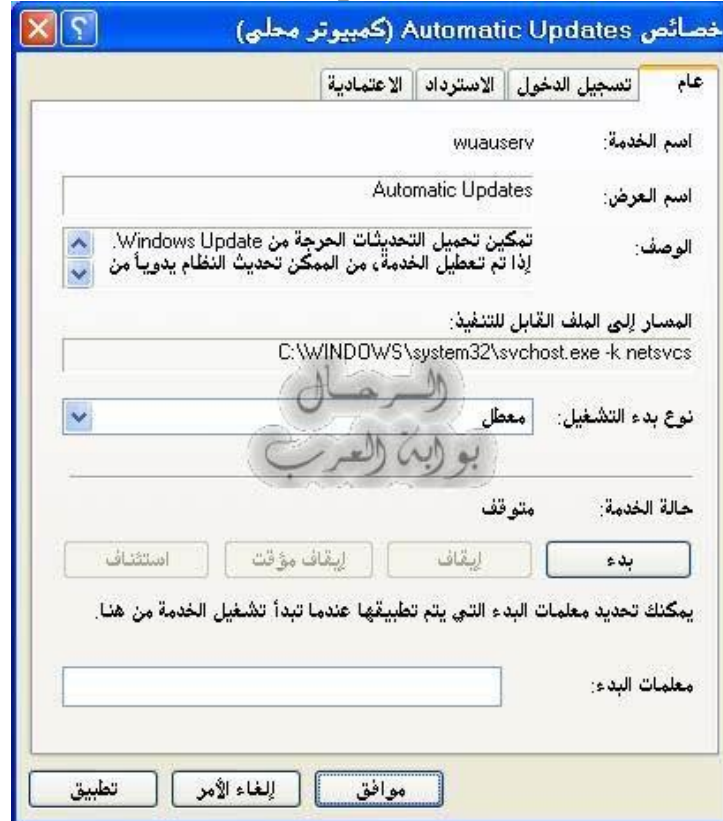 خصائص Automatic Updates (كمبيوتر محلي)
عام تسجيل الدخول الاسترداد الاعتمادية
اسم الخدمة: wuauserv
اسم العرض: Automatic Updates
الوصف: تمكين تحميل التحديثات الحرجة من Windows Update.
إذا تم تعطيل الخدمة، من الممكن تحديث النظام يدوياً من
المسار إلى الملف القابل للتنفيذ:
C:\WINDOWS\system32\svchost.exe -k netsvcs
الرحال
نوع بدء التشغيل: معطل
بوابة العرب
حالة الخدمة: متوقف
بدء إيقاف إيقاف مؤقت استئناف
يمكنك تحديد معلمات البدء التي يتم تطبيقها عندما تبدأ تشغيل الخدمة من هنا.
معلمات البدء:
موافق إلغاء الأمر تطبيق